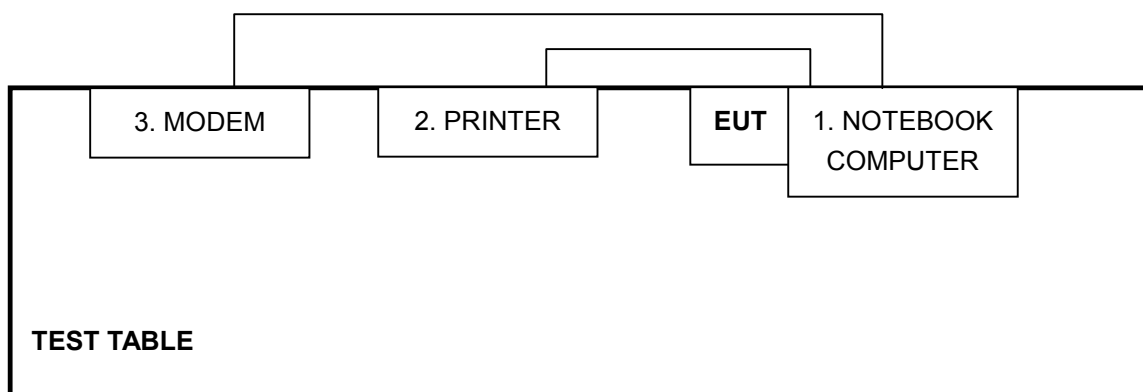 3. MODEM
2. PRINTER
EUT
1. NOTEBOOK
COMPUTER
TEST TABLE